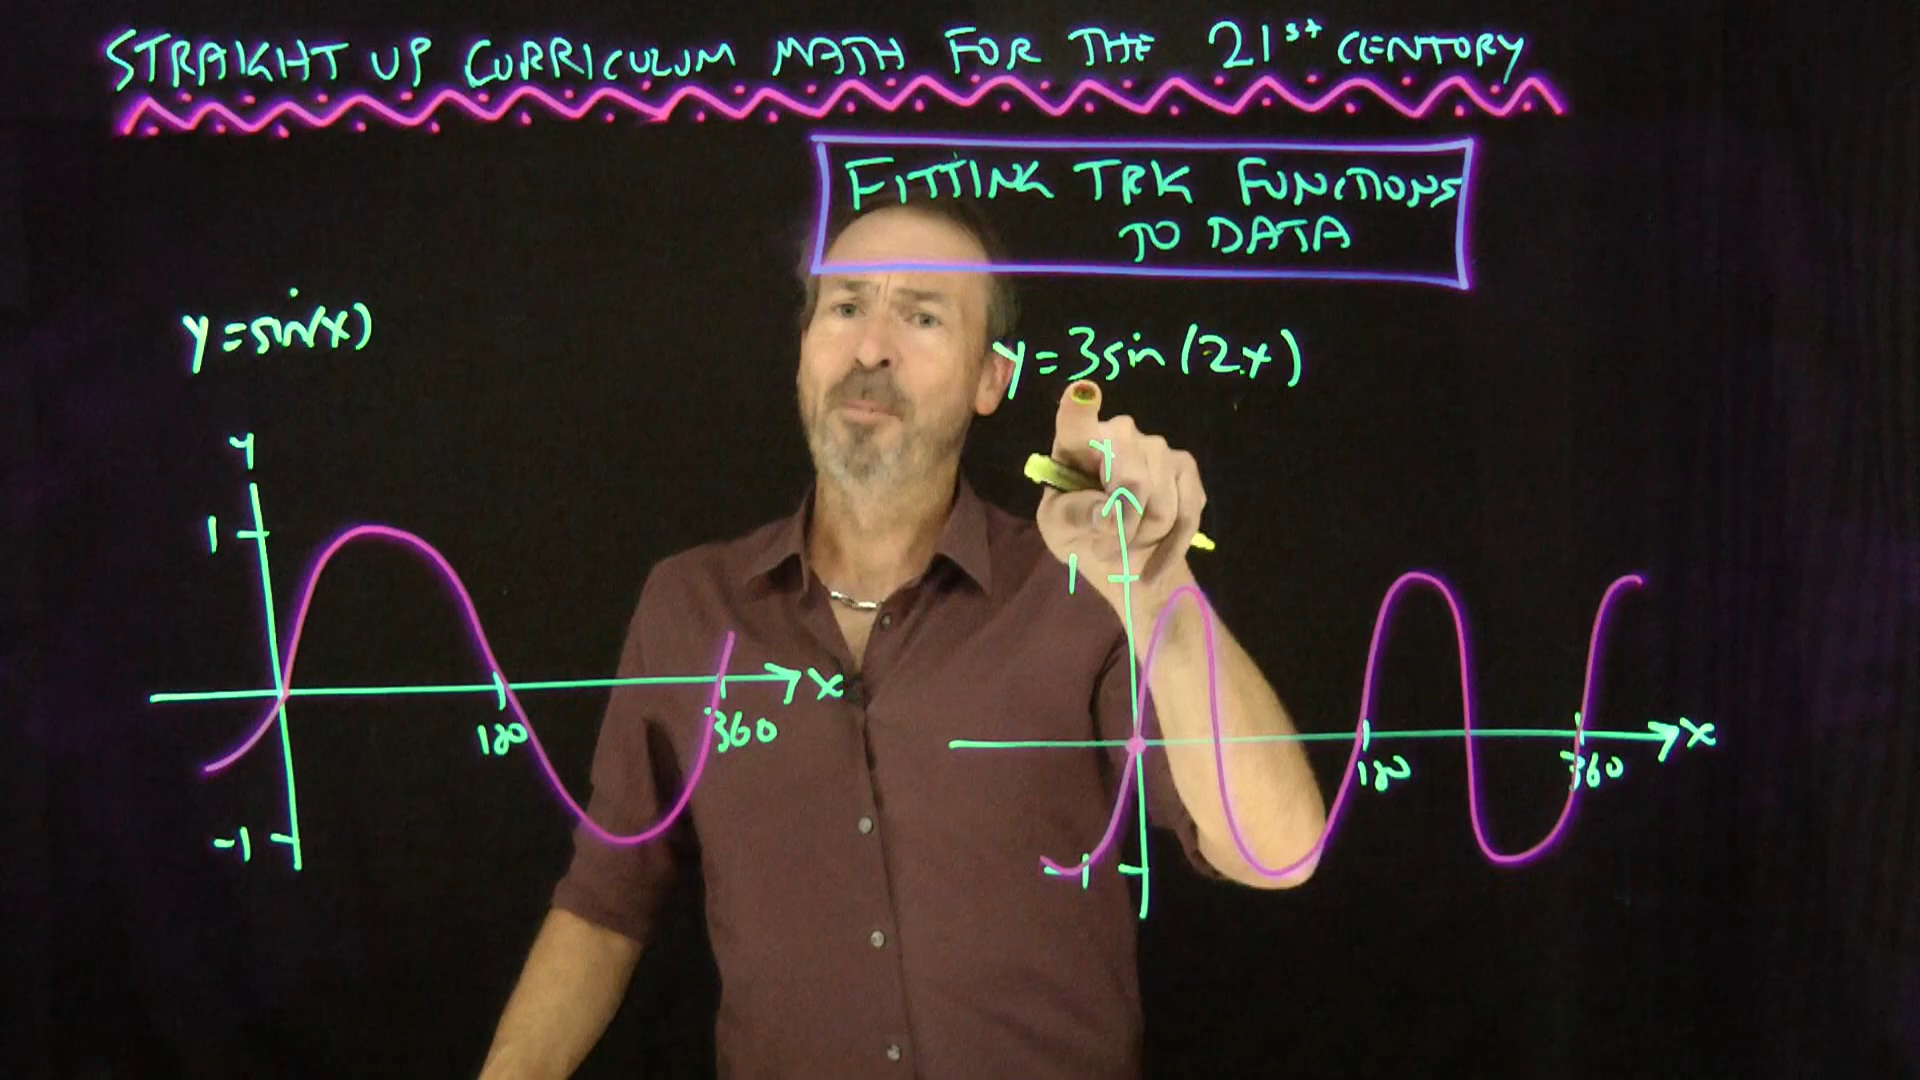 STRAIGHT UP CURRICULUM MATH FOR THE 21st CENTURY
FITTING TRIG FUNCTIONS
TO DATA
y=sin(x)
y=3sin(2x)
y
1
-1
180
360
x
y
1
-1
180
360
x